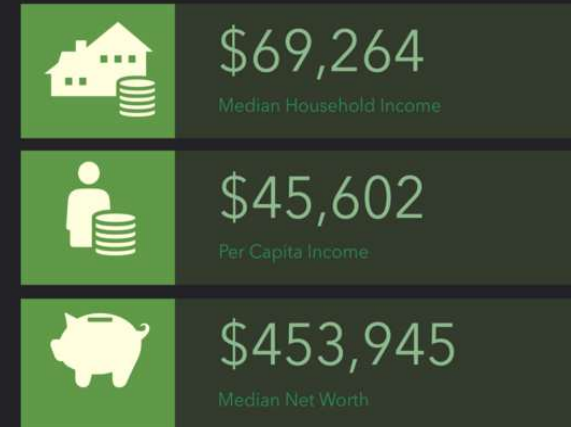 $69,264
Median Household Income
$45,602
Per Capita Income
$453,945
Median Net Worth